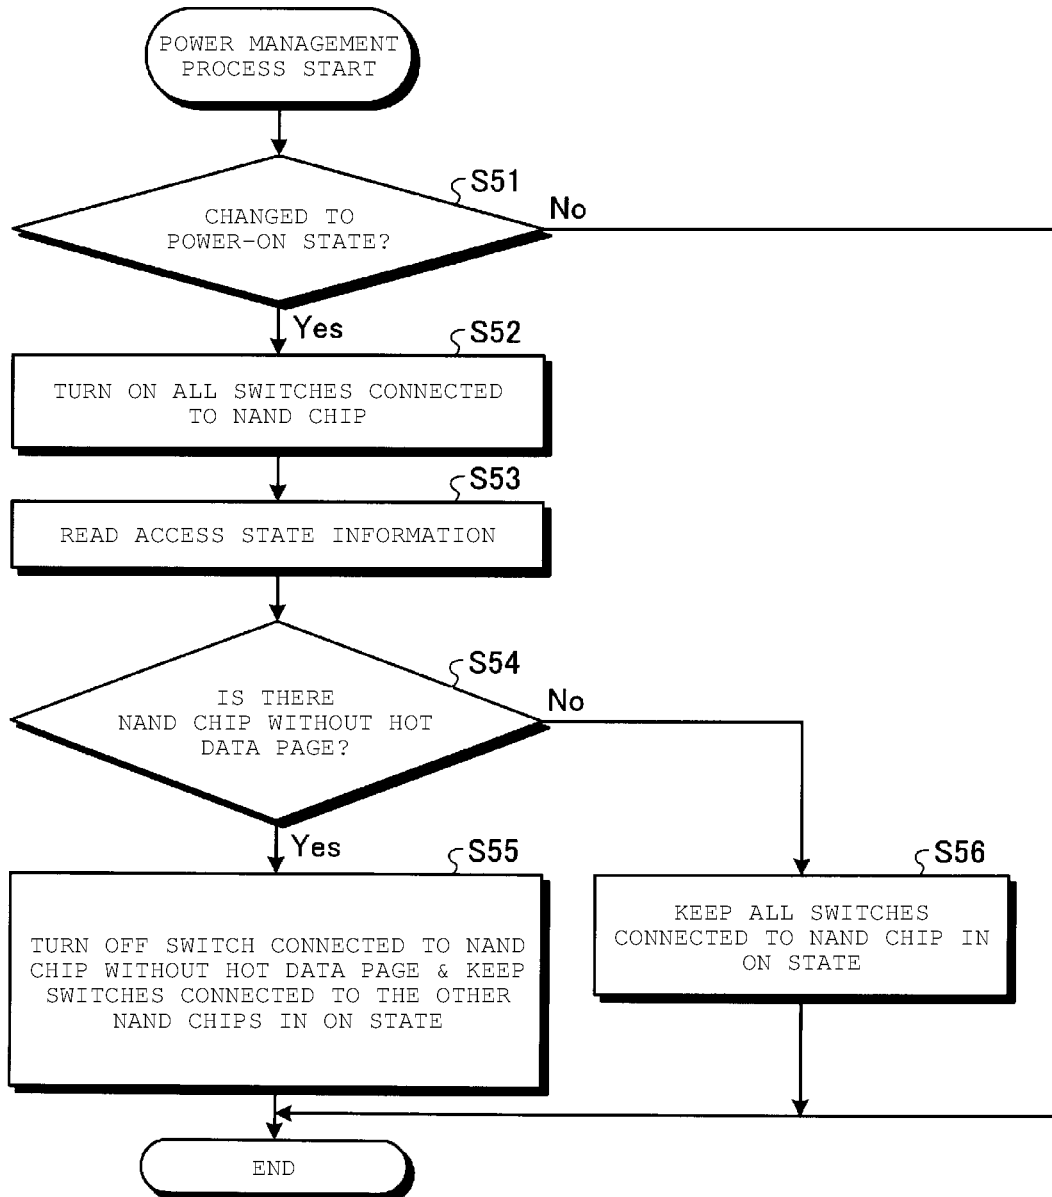 POWER MANAGEMENT
PROCESS START
S51
CHANGED TO
POWER-ON STATE?
No
Yes
S52
TURN ON ALL SWITCHES CONNECTED
TO NAND CHIP
S53
READ ACCESS STATE INFORMATION
S54
IS THERE
NAND CHIP WITHOUT HOT
DATA PAGE?
No
Yes
S55
TURN OFF SWITCH CONNECTED TO NAND
CHIP WITHOUT HOT DATA PAGE & KEEP
SWITCHES CONNECTED TO THE OTHER
NAND CHIPS IN ON STATE
S56
KEEP ALL SWITCHES
CONNECTED TO NAND CHIP IN
ON STATE
END